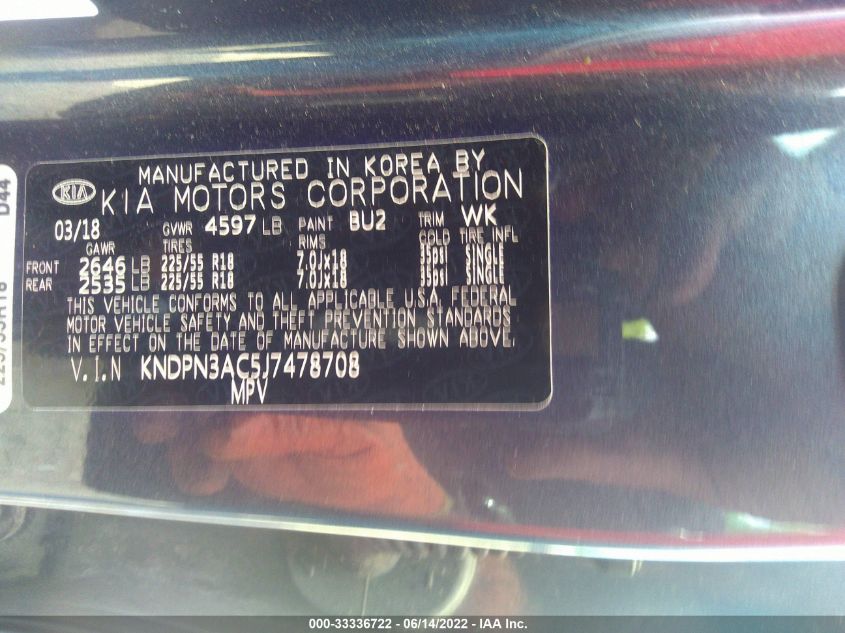 MANUFACTURED IN KOREA BY
KIA KIA MOTORS CORPORATION
03/18 GVWR 4597 LB PAINT BU2 TRIM WK
GAWR TIRES RIMS COLD TIRE INFL
FRONT 2646 LB 225/55 R18 7.0Jx18 35psi SINGLE
REAR 2535 LB 225/55 R18 7.0Jx18 35psi SINGLE
THIS VEHICLE CONFORMS TO ALL APPLICABLE U.S.A. FEDERAL
MOTOR VEHICLE SAFETY AND THEFT PREVENTION STANDARDS
IN EFFECT ON THE DATE OF MANUFACTURE SHOWN ABOVE.
V.I.N KNDPN3AC5J7478708
MPV
D44
000-33336722 - 06/14/2022 - IAA Inc.